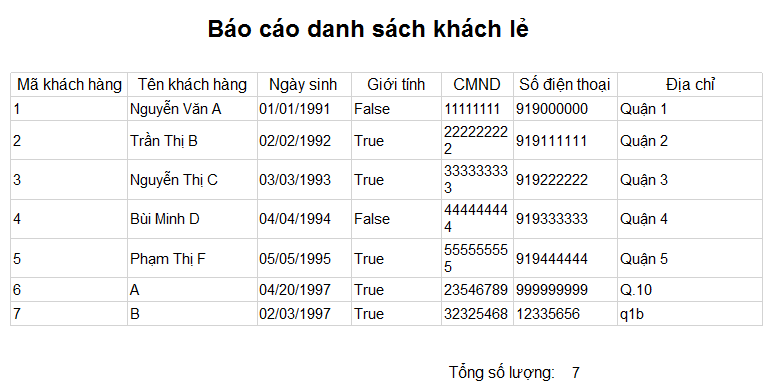 Báo cáo danh sách khách lẻ
Mã khách hàng Tên khách hàng Ngày sinh Giới tính CMND Số điện thoại Địa chỉ
1 Nguyễn Văn A 01/01/1991 False 11111111 919000000 Quận 1
2 Trần Thị B 02/02/1992 True 222222222 919111111 Quận 2
3 Nguyễn Thị C 03/03/1993 True 333333333 919222222 Quận 3
4 Bùi Minh D 04/04/1994 False 444444444 919333333 Quận 4
5 Phạm Thị F 05/05/1995 True 555555555 919444444 Quận 5
6 A 04/20/1997 True 23546789 999999999 Q.10
7 B 02/03/1997 True 32325468 12335656 q1b
Tổng số lượng: 7